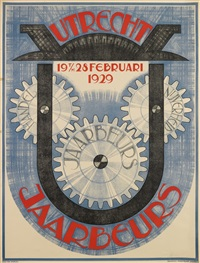 UTRECHT
19 T/M 28 FEBRUARI
1929
JAARBEURS
JAARBEURS